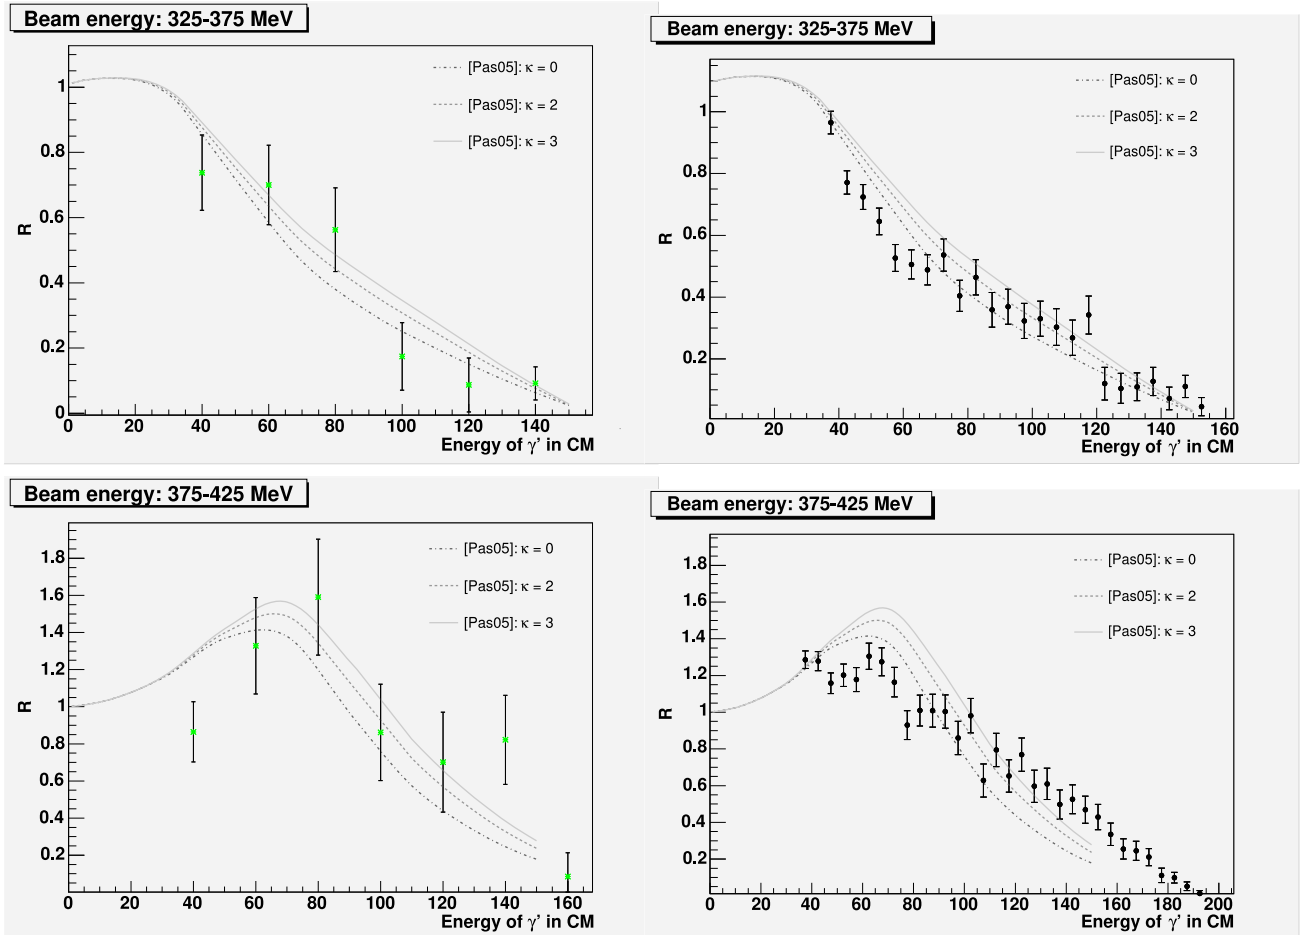 Beam energy: 325-375 MeV
[Pas05]: κ = 0
[Pas05]: κ = 2
[Pas05]: κ = 3
R
1
0.8
0.6
0.4
0.2
0
0 20 40 60 80 100 120 140
Energy of γ' in CM
Beam energy: 325-375 MeV
[Pas05]: κ = 0
[Pas05]: κ = 2
[Pas05]: κ = 3
R
1
0.8
0.6
0.4
0.2
0 20 40 60 80 100 120 140 160
Energy of γ' in CM
Beam energy: 375-425 MeV
[Pas05]: κ = 0
[Pas05]: κ = 2
[Pas05]: κ = 3
R
1.8
1.6
1.4
1.2
1
0.8
0.6
0.4
0.2
0 20 40 60 80 100 120 140 160
Energy of γ' in CM
Beam energy: 375-425 MeV
[Pas05]: κ = 0
[Pas05]: κ = 2
[Pas05]: κ = 3
R
1.8
1.6
1.4
1.2
1
0.8
0.6
0.4
0.2
0 20 40 60 80 100 120 140 160 180 200
Energy of γ' in CM